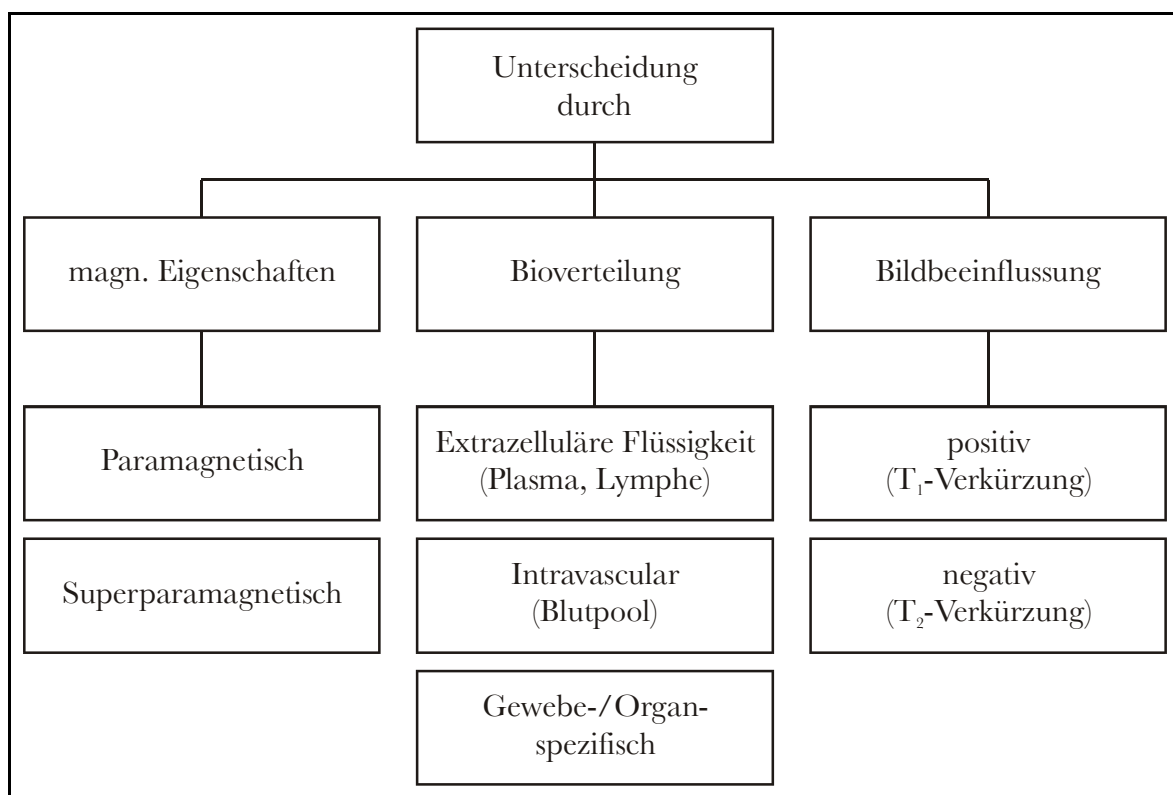 Unterscheidung
durch
magn. Eigenschaften
Bioverteilung
Bildbeeinflussung
Paramagnetisch
Extrazelluläre Flüssigkeit
(Plasma, Lymphe)
positiv
(T₁-Verkürzung)
Superparamagnetisch
Intravascular
(Blutpool)
negativ
(T₂-Verkürzung)
Gewebe-/Organ-
spezifisch